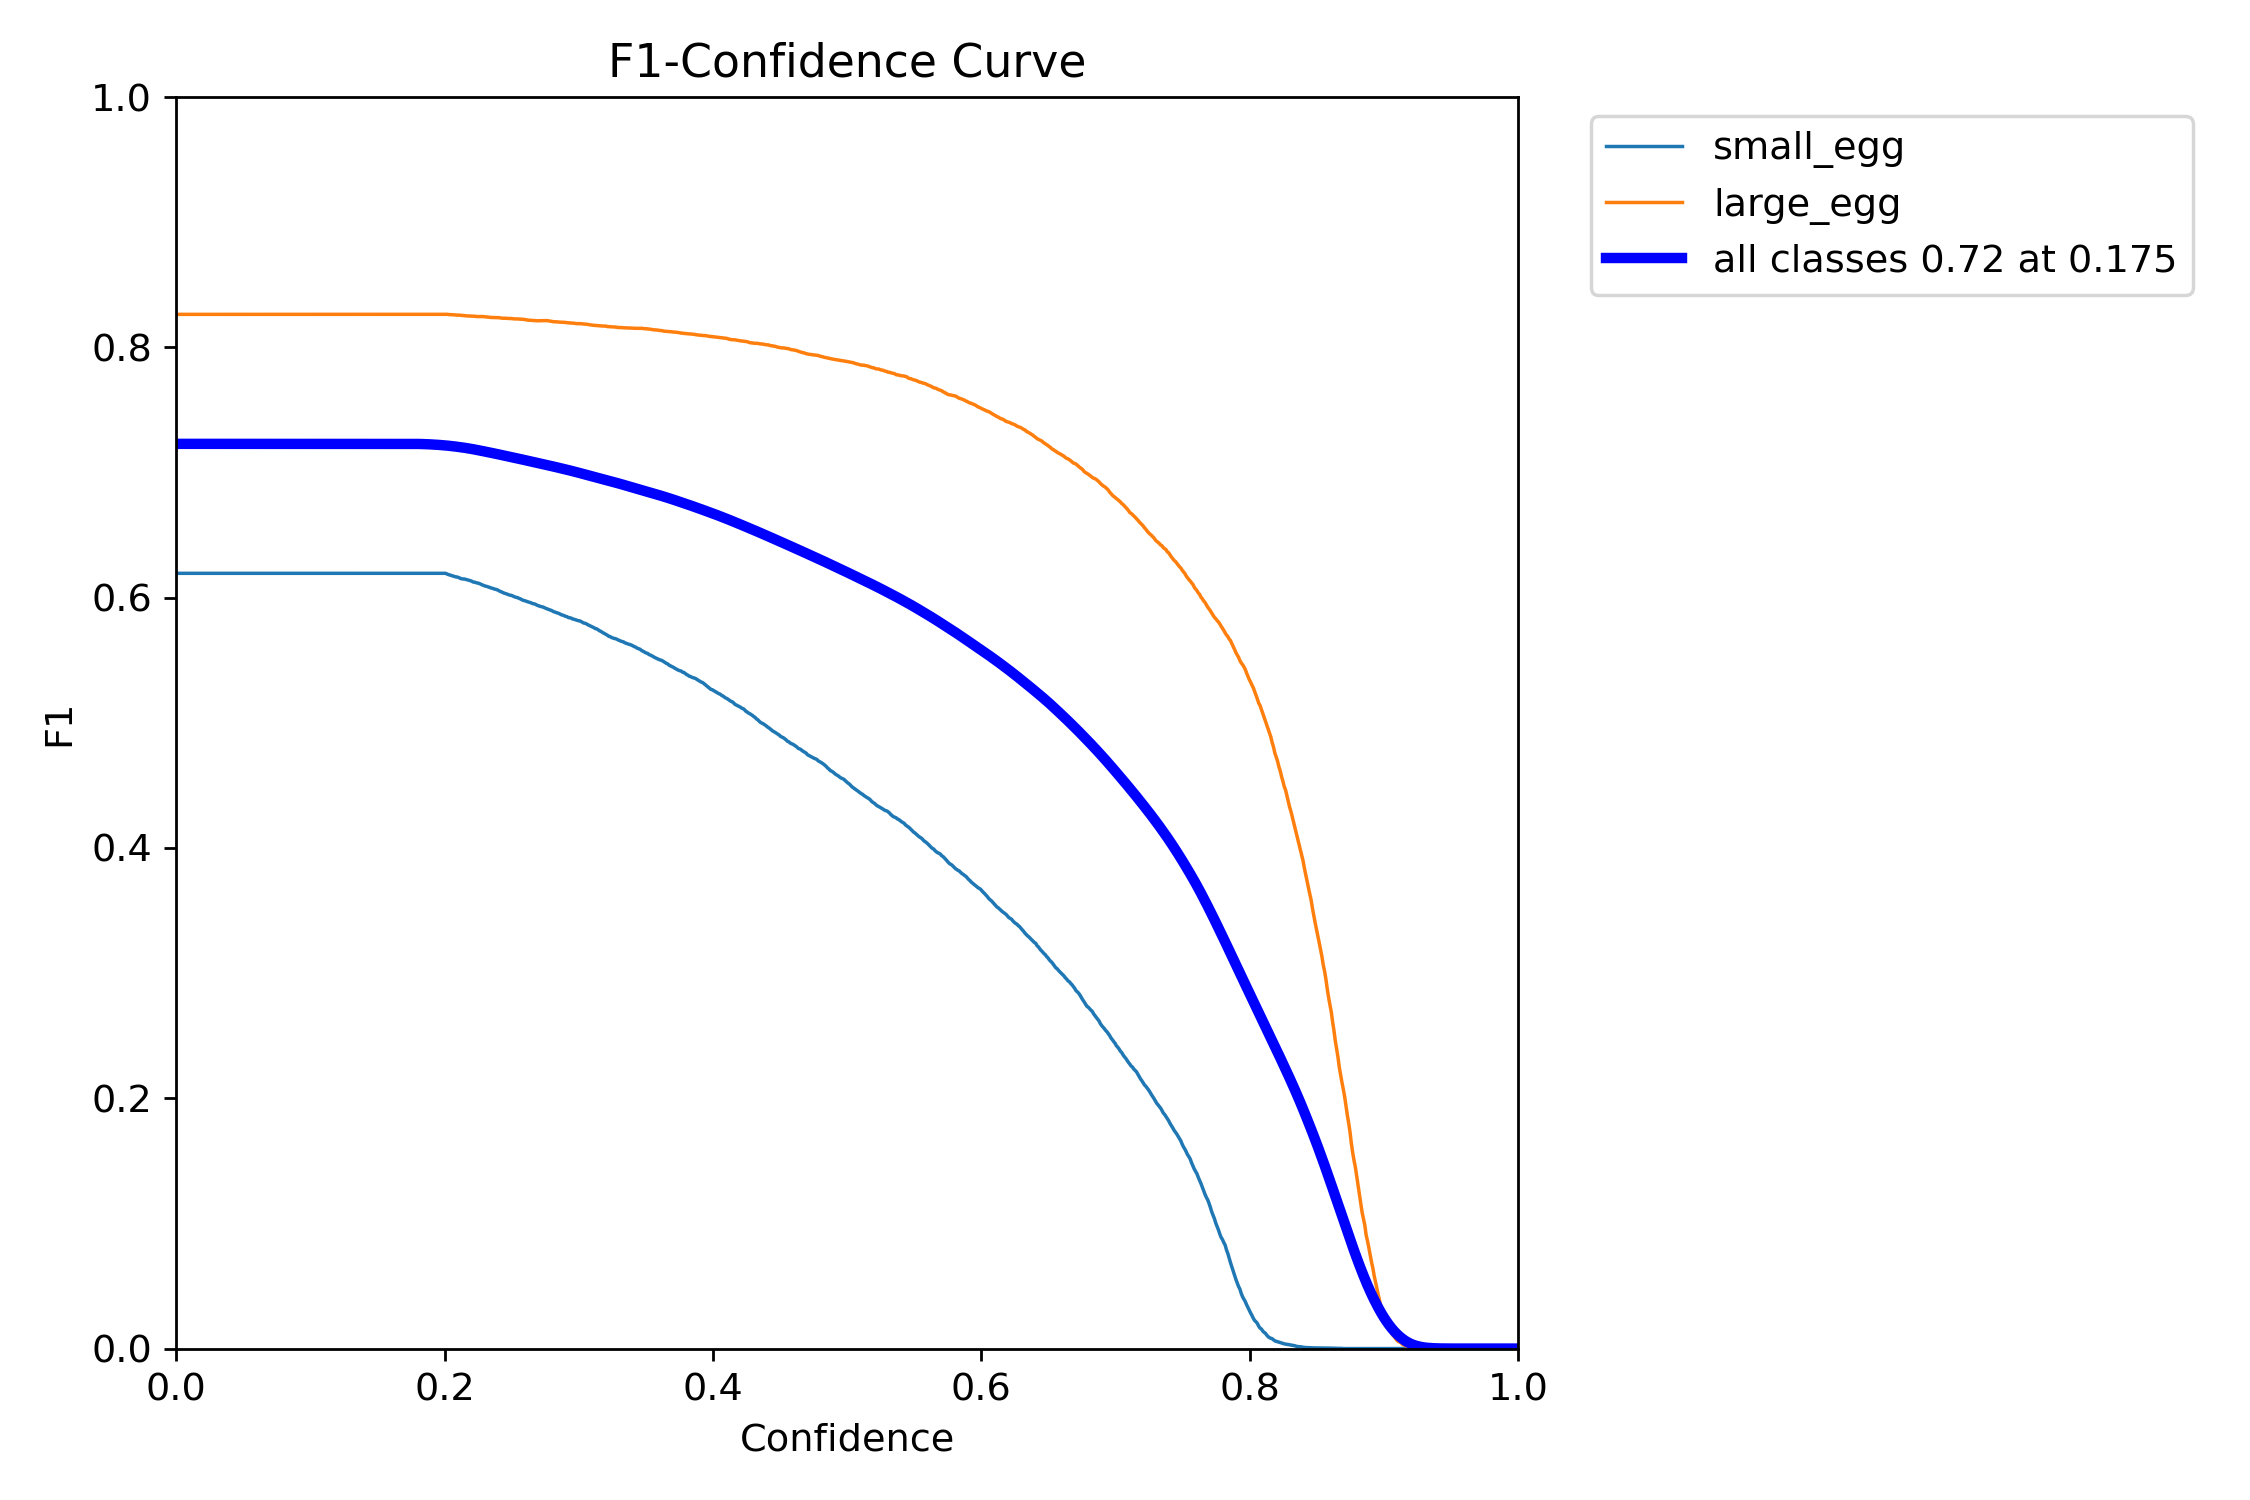 F1-Confidence Curve
small_egg
large_egg
all classes 0.72 at 0.175
F1
1.0
0.8
0.6
0.4
0.2
0.0
0.0 0.2 0.4 0.6 0.8 1.0
Confidence